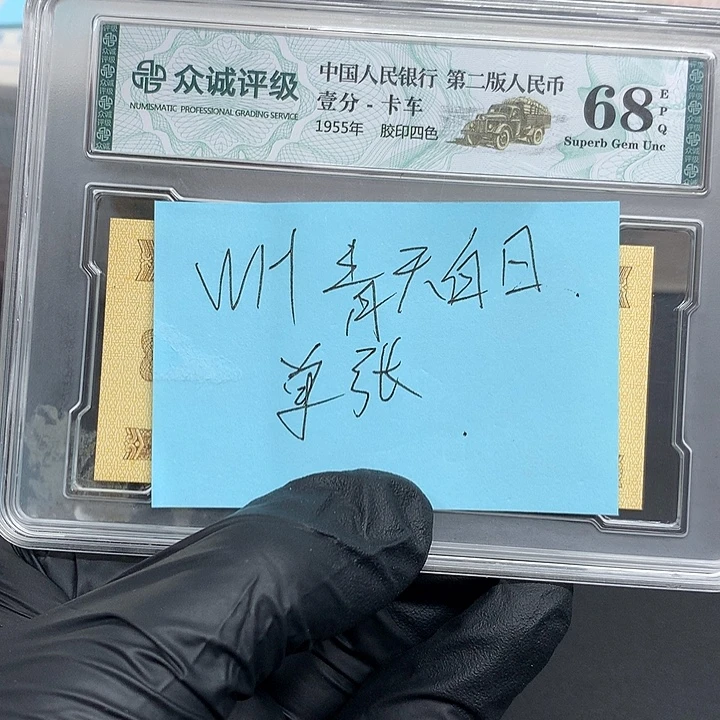 众诚评级
NUMISMATIC PROFESSIONAL GRADING SERVICE
中国人民银行 第二版人民币
壹分 - 卡车
1955年 胶印四色
68
EPQ
Superb Gem Unc
WH 青天白日.
单张